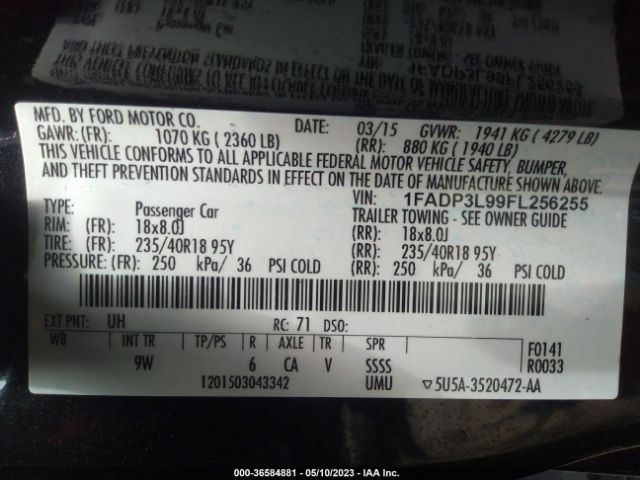 MFD. BY FORD MOTOR CO.
DATE: 03/15 GVWR: 1941 KG ( 4279 LB)
GAWR: (FR): 1070 KG ( 2360 LB) (RR): 880 KG ( 1940 LB)
THIS VEHICLE CONFORMS TO ALL APPLICABLE FEDERAL MOTOR VEHICLE SAFETY, BUMPER,
AND THEFT PREVENTION STANDARDS IN EFFECT ON THE DATE OF MANUFACTURE SHOWN ABOVE.
VIN: 1FADP3L99FL256255
TYPE: Passenger Car TRAILER TOWING - SEE OWNER GUIDE
RIM: (FR): 18x8.0J (RR): 18x8.0J
TIRE: (FR): 235/40R18 95Y (RR): 235/40R18 95Y
PRESSURE: (FR): 250 kPa/ 36 PSI COLD (RR): 250 kPa/ 36 PSI COLD
EXT PNT: UH RC: 71 DSO:
WB INT TR TP/PS R AXLE TR SPR F0141
9W 6 CA V SSSS R0033
1201503043342 UMU ▽5U5A-3520472-AA
© 2023 - 36584881 - 05/10/2023 - IAA Inc.